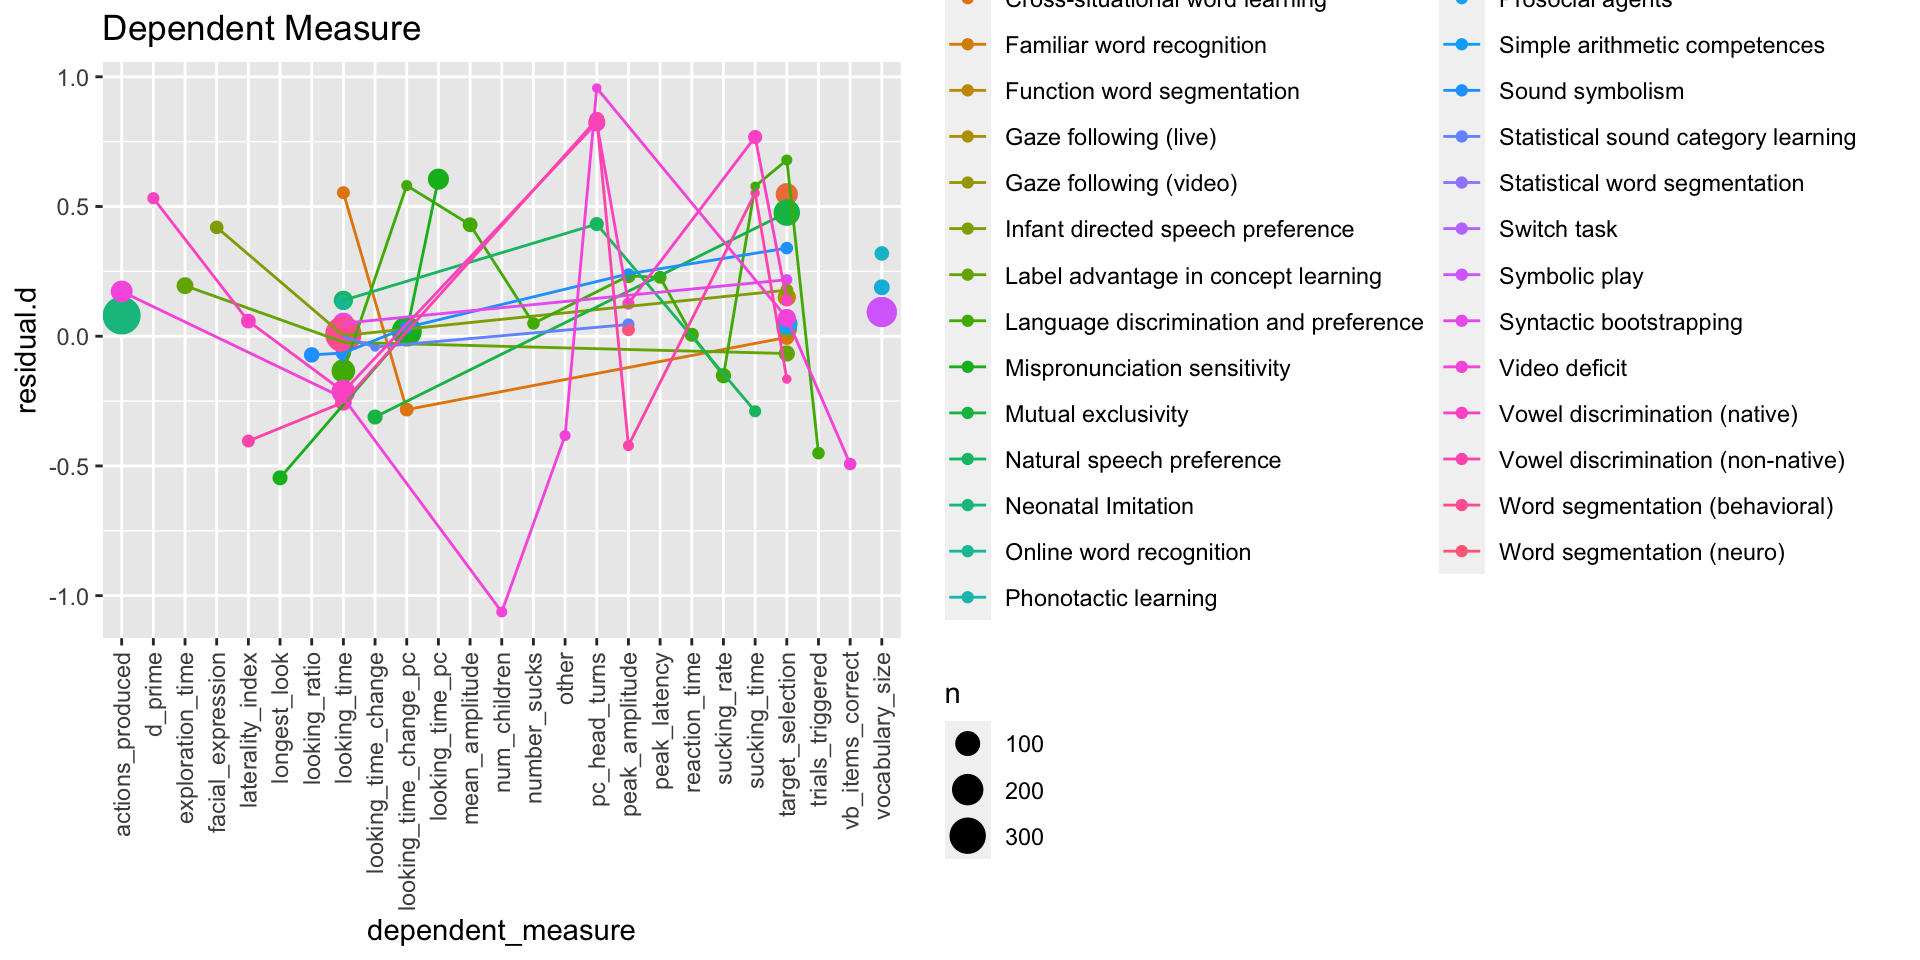 Dependent Measure
1.0
0.5
0.0
-0.5
-1.0
residual.d
actions_produced
d_prime
exploration_time
facial_expression
laterality_index
longest_look
looking_ratio
looking_time
looking_time_change
looking_time_change_pc
looking_time_pc
mean_amplitude
num_children
number_sucks
other
pc_head_turns
peak_amplitude
peak_latency
reaction_time
sucking_rate
sucking_time
target_selection
trials_triggered
vb_items_correct
vocabulary_size
dependent_measure
Cross-situational word learning
Familiar word recognition
Function word segmentation
Gaze following (live)
Gaze following (video)
Infant directed speech preference
Label advantage in concept learning
Language discrimination and preference
Mispronunciation sensitivity
Mutual exclusivity
Natural speech preference
Neonatal Imitation
Online word recognition
Phonotactic learning
Prosocial agents
Simple arithmetic competences
Sound symbolism
Statistical sound category learning
Statistical word segmentation
Switch task
Symbolic play
Syntactic bootstrapping
Video deficit
Vowel discrimination (native)
Vowel discrimination (non-native)
Word segmentation (behavioral)
Word segmentation (neuro)
n
100
200
300